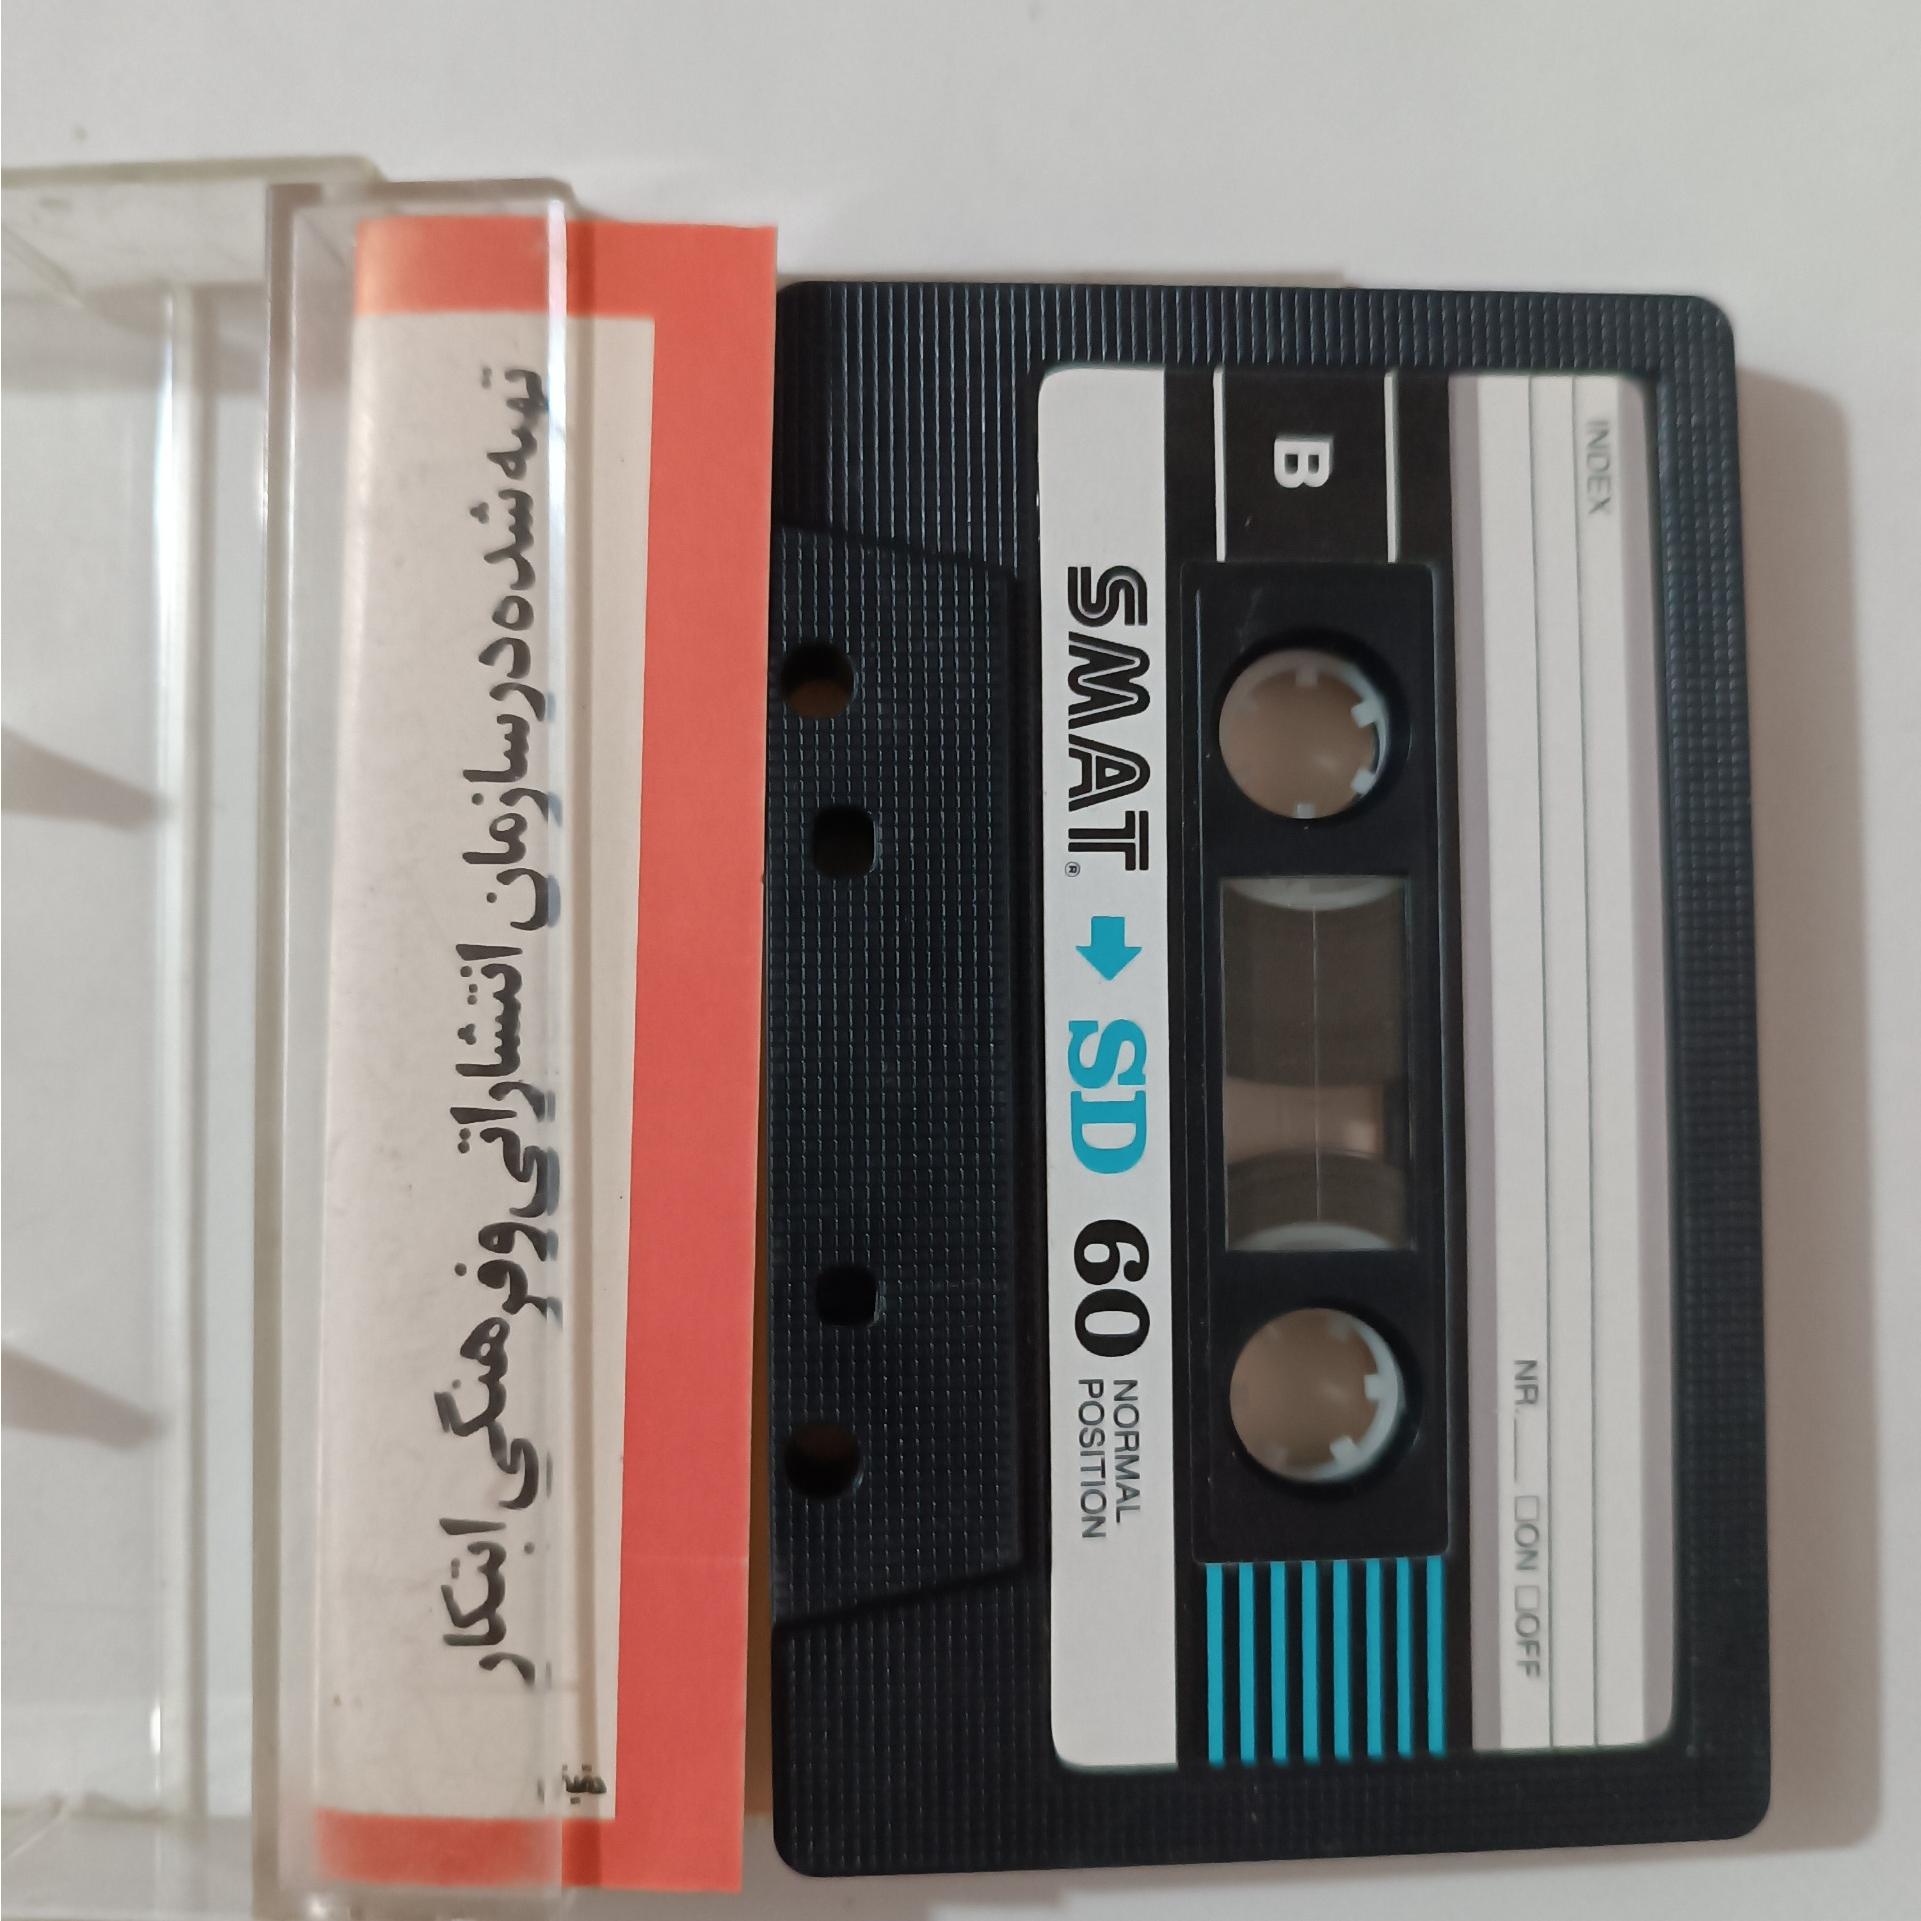 تهیه شده در سازمان انتشاراتی و فرهنگی ابتکار
B
SMAT® SD 60 NORMAL POSITION
INDEX
NR. ON OFF